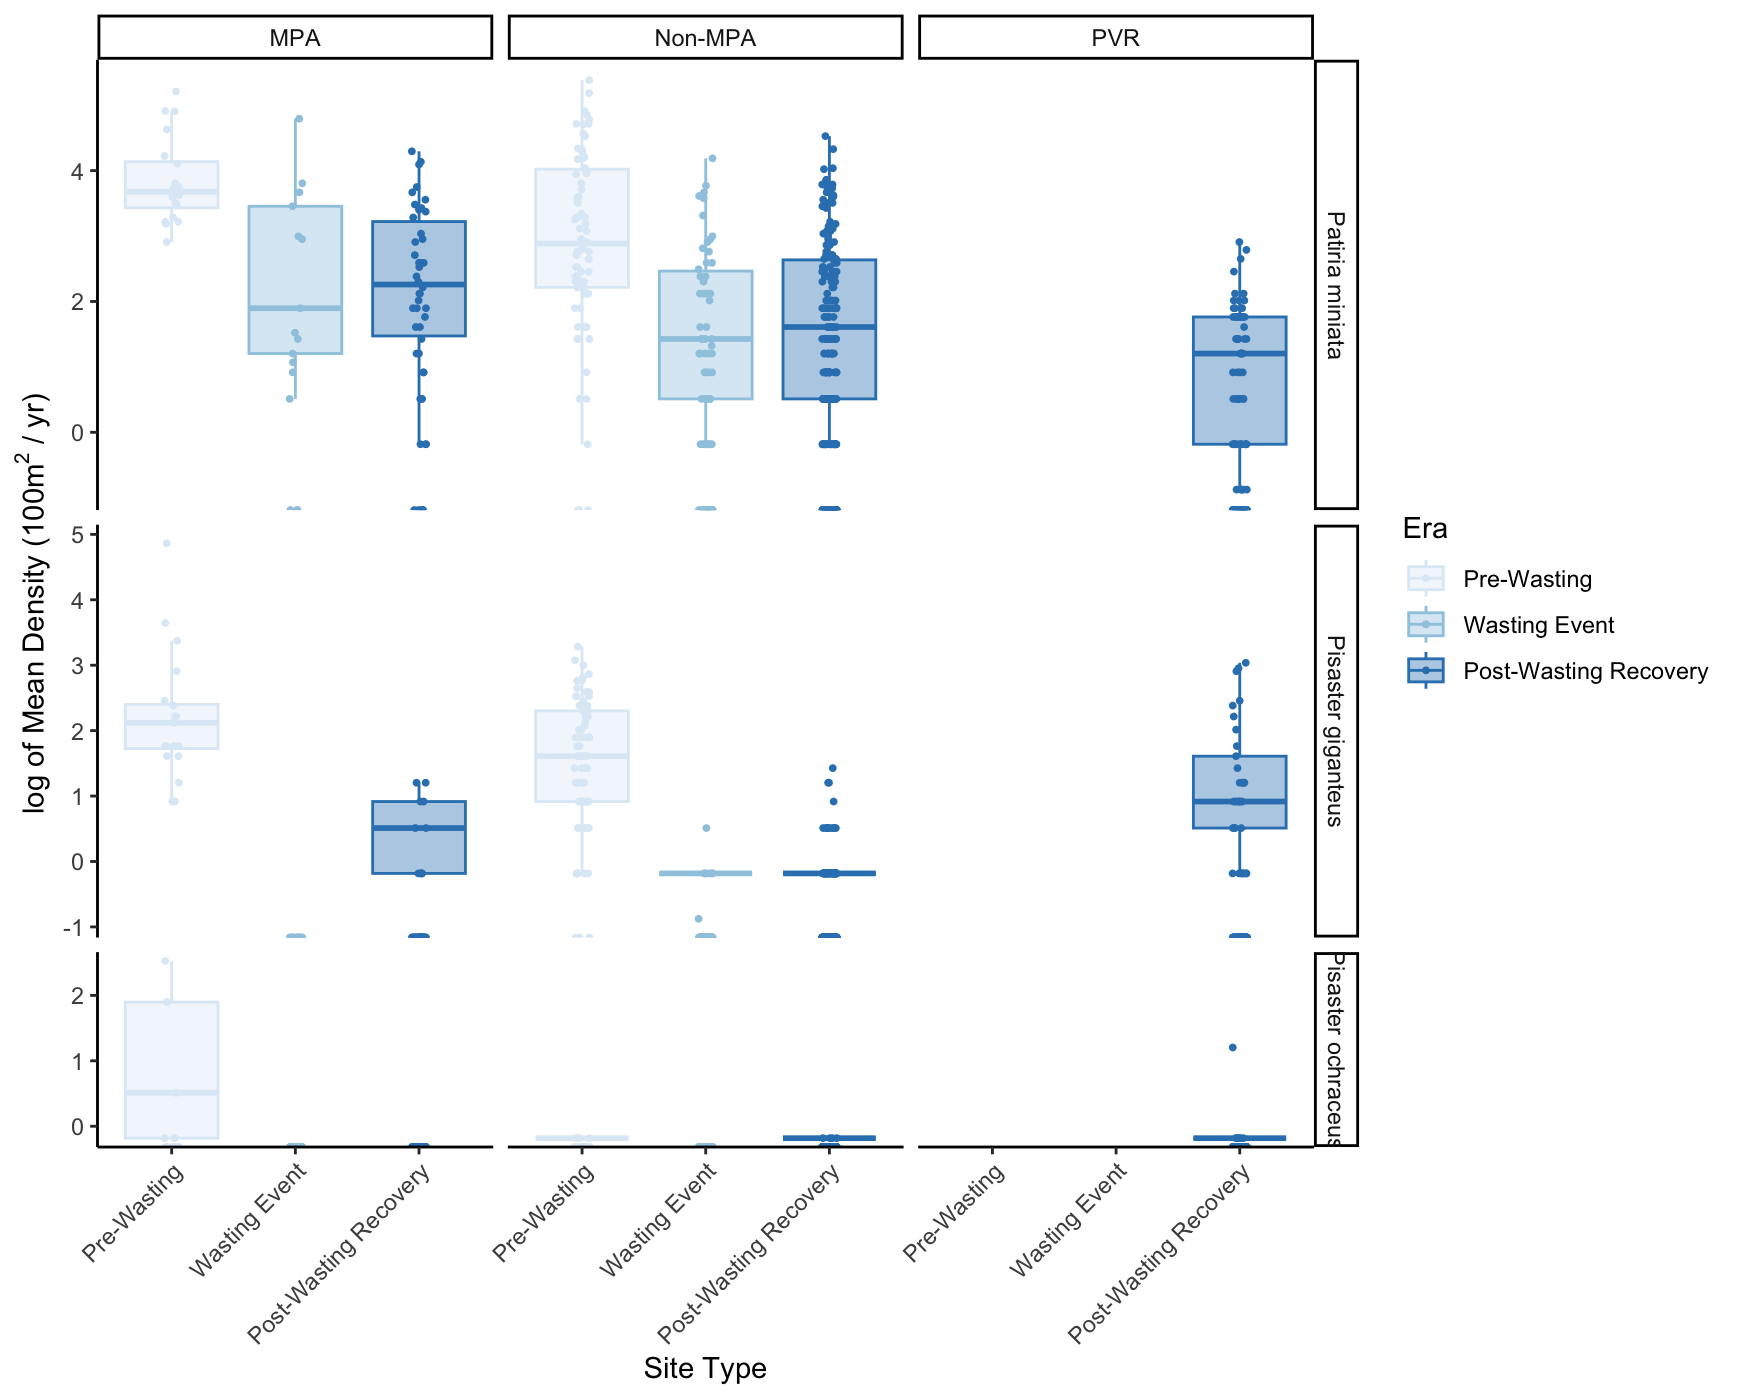 MPA
Non-MPA
PVR
log of Mean Density (100m2 / yr)
4
2
0
Patiria miniata
5
4
3
2
1
0
-1
Pisaster giganteus
2
1
0
Pisaster ochraceus
Pre-Wasting
Wasting Event
Post-Wasting Recovery
Pre-Wasting
Wasting Event
Post-Wasting Recovery
Pre-Wasting
Wasting Event
Post-Wasting Recovery
Site Type
Era
Pre-Wasting
Wasting Event
Post-Wasting Recovery